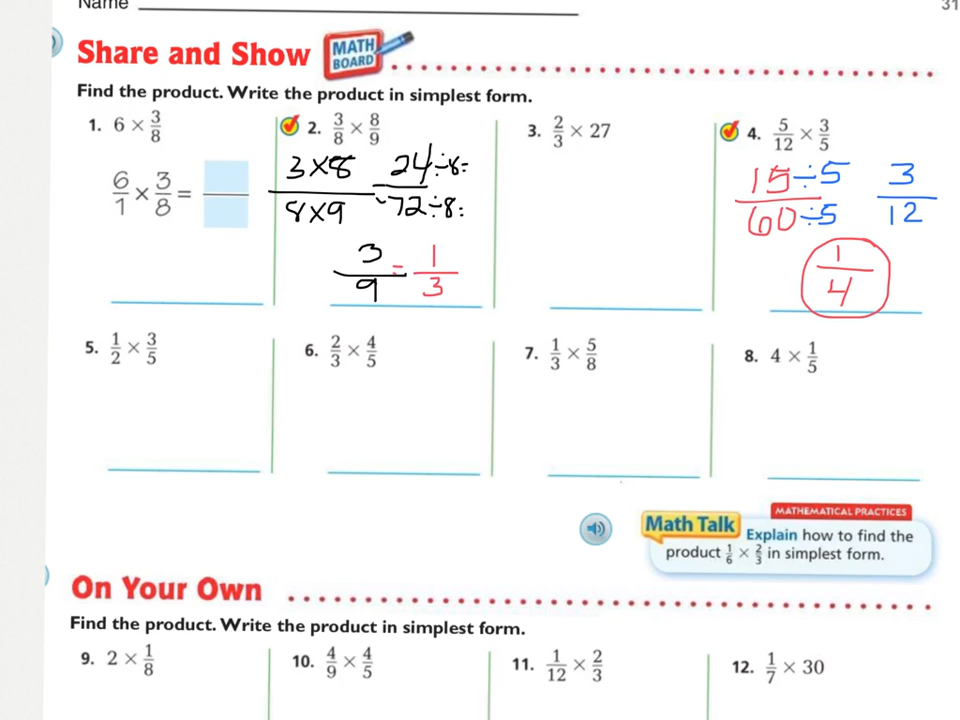 Name
31
Share and Show
MATH
BOARD
Find the product. Write the product in simplest form.
1. 6 × 3/8
6/1 × 3/8 =
2. 3/8 × 8/9
3×8 / 8×9
24÷8= / 72÷8=
3/9 = 1/3
3. 2/3 × 27
4. 5/12 × 3/5
15÷5 / 60÷5
3/12
1/4
5. 1/2 × 3/5
6. 2/3 × 4/5
7. 1/3 × 5/8
8. 4 × 1/5
MATHEMATICAL PRACTICES
Math Talk Explain how to find the
product 1/6 × 2/3 in simplest form.
On Your Own
Find the product. Write the product in simplest form.
9. 2 × 1/8
10. 4/9 × 4/5
11. 1/12 × 2/3
12. 1/7 × 30